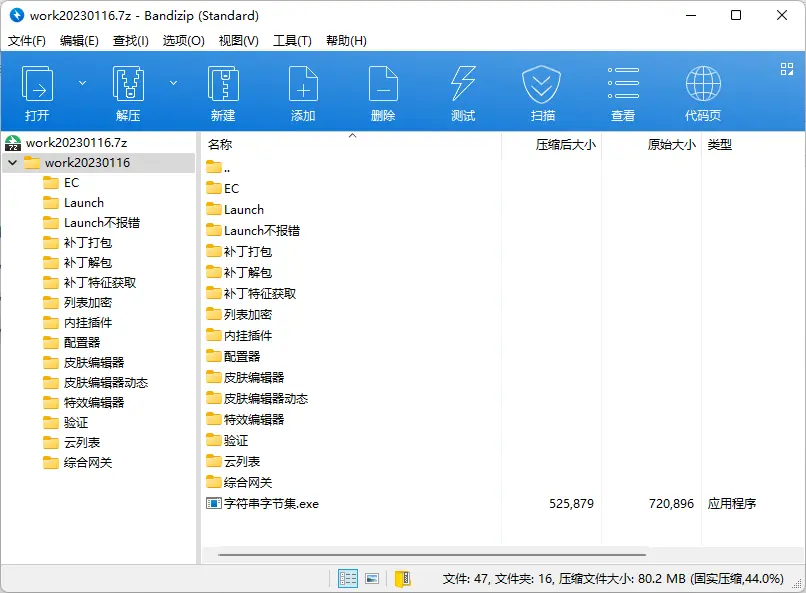 work20230116.7z - Bandizip (Standard)
文件(F) 编辑(E) 查找(I) 选项(O) 视图(V) 工具(T) 帮助(H)
打开 解压 新建 添加 删除 测试 扫描 查看 代码页
work20230116.7z
work20230116
EC
Launch
Launch不报错
补丁打包
补丁解包
补丁特征获取
列表加密
内挂插件
配置器
皮肤编辑器
皮肤编辑器动态
特效编辑器
验证
云列表
综合网关
名称 压缩后大小 原始大小 类型
..
EC
Launch
Launch不报错
补丁打包
补丁解包
补丁特征获取
列表加密
内挂插件
配置器
皮肤编辑器
皮肤编辑器动态
特效编辑器
验证
云列表
综合网关
字符串字节集.exe 525,879 720,896 应用程序
文件: 47, 文件夹: 16, 压缩文件大小: 80.2 MB (固实压缩,44.0%)